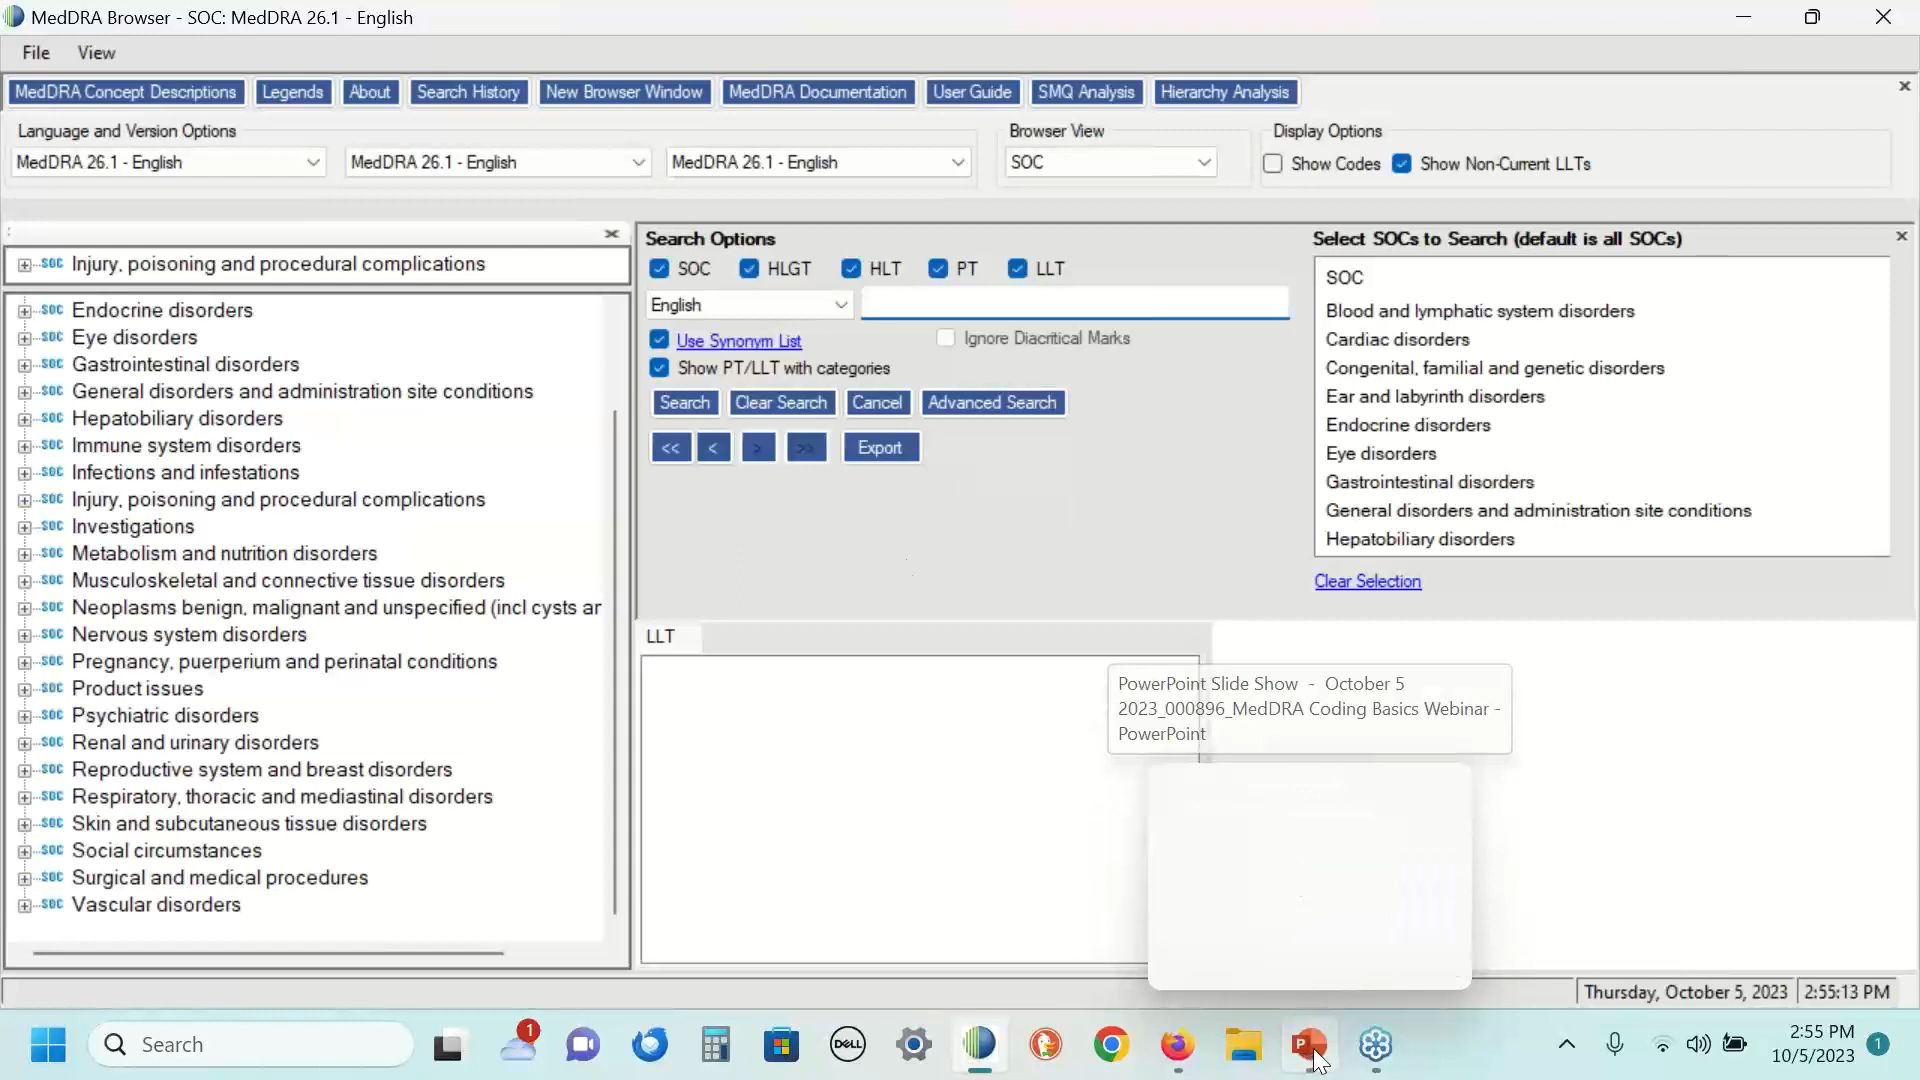 MedDRA Browser - SOC: MedDRA 26.1 - English
File View
MedDRA Concept Descriptions Legends About Search History New Browser Window MedDRA Documentation User Guide SMQ Analysis Hierarchy Analysis
Language and Version Options
MedDRA 26.1 - English MedDRA 26.1 - English MedDRA 26.1 - English
Browser View
SOC
Display Options
Show Codes Show Non-Current LLTs
SOC Injury, poisoning and procedural complications
SOC Endocrine disorders
SOC Eye disorders
SOC Gastrointestinal disorders
SOC General disorders and administration site conditions
SOC Hepatobiliary disorders
SOC Immune system disorders
SOC Infections and infestations
SOC Injury, poisoning and procedural complications
SOC Investigations
SOC Metabolism and nutrition disorders
SOC Musculoskeletal and connective tissue disorders
SOC Neoplasms benign, malignant and unspecified (incl cysts ar
SOC Nervous system disorders
SOC Pregnancy, puerperium and perinatal conditions
SOC Product issues
SOC Psychiatric disorders
SOC Renal and urinary disorders
SOC Reproductive system and breast disorders
SOC Respiratory, thoracic and mediastinal disorders
SOC Skin and subcutaneous tissue disorders
SOC Social circumstances
SOC Surgical and medical procedures
SOC Vascular disorders
Search Options
SOC HLGT HLT PT LLT
English
Use Synonym List Ignore Diacritical Marks
Show PT/LLT with categories
Search Clear Search Cancel Advanced Search
<< < > >> Export
Select SOCs to Search (default is all SOCs)
SOC
Blood and lymphatic system disorders
Cardiac disorders
Congenital, familial and genetic disorders
Ear and labyrinth disorders
Endocrine disorders
Eye disorders
Gastrointestinal disorders
General disorders and administration site conditions
Hepatobiliary disorders
Clear Selection
LLT
PowerPoint Slide Show - October 5
2023_000896_MedDRA Coding Basics Webinar -
PowerPoint
Thursday, October 5, 2023 2:55:13 PM
Search
1
DELL
P
2:55 PM
10/5/2023
1